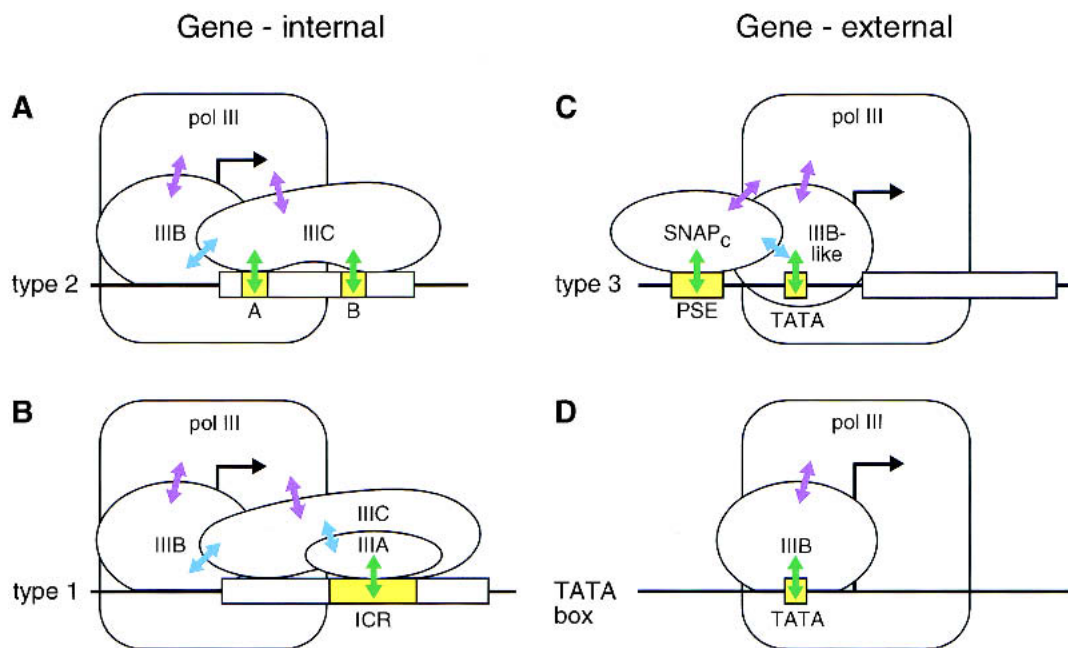 Gene - internal
Gene - external
A
pol III
IIIB
IIIC
type 2
A
B
C
pol III
SNAPc
IIIB-
like
type 3
PSE
TATA
B
pol III
IIIC
IIIA
IIIB
type 1
ICR
D
pol III
IIIB
TATA
box
TATA